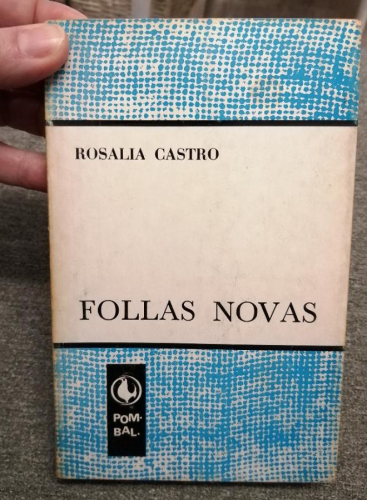 ROSALIA CASTRO
FOLLAS NOVAS
POM-
BAL.